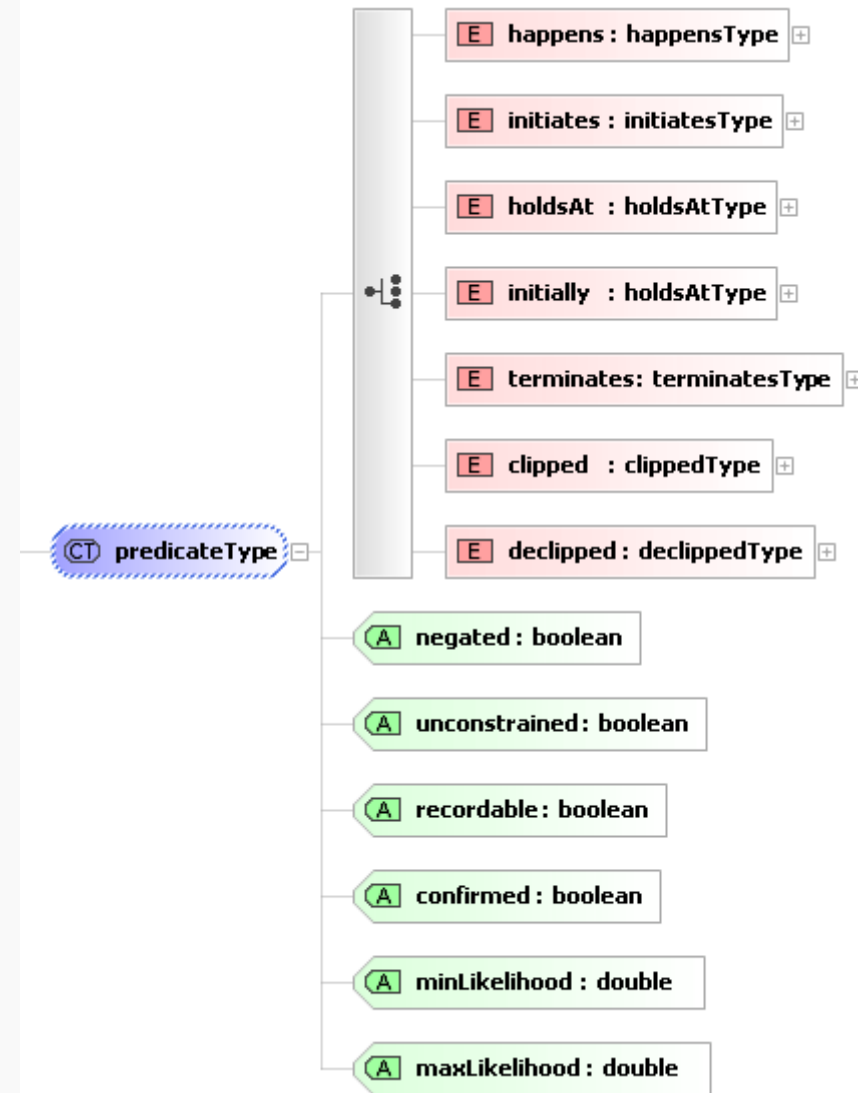 E happens : happensType
E initiates : initiatesType
E holdsAt : holdsAtType
E initially : holdsAtType
E terminates: terminatesType
E clipped : clippedType
CT predicateType
E declipped : declippedType
A negated : boolean
A unconstrained: boolean
A recordable: boolean
A confirmed : boolean
A minLikelihood : double
A maxLikelihood : double